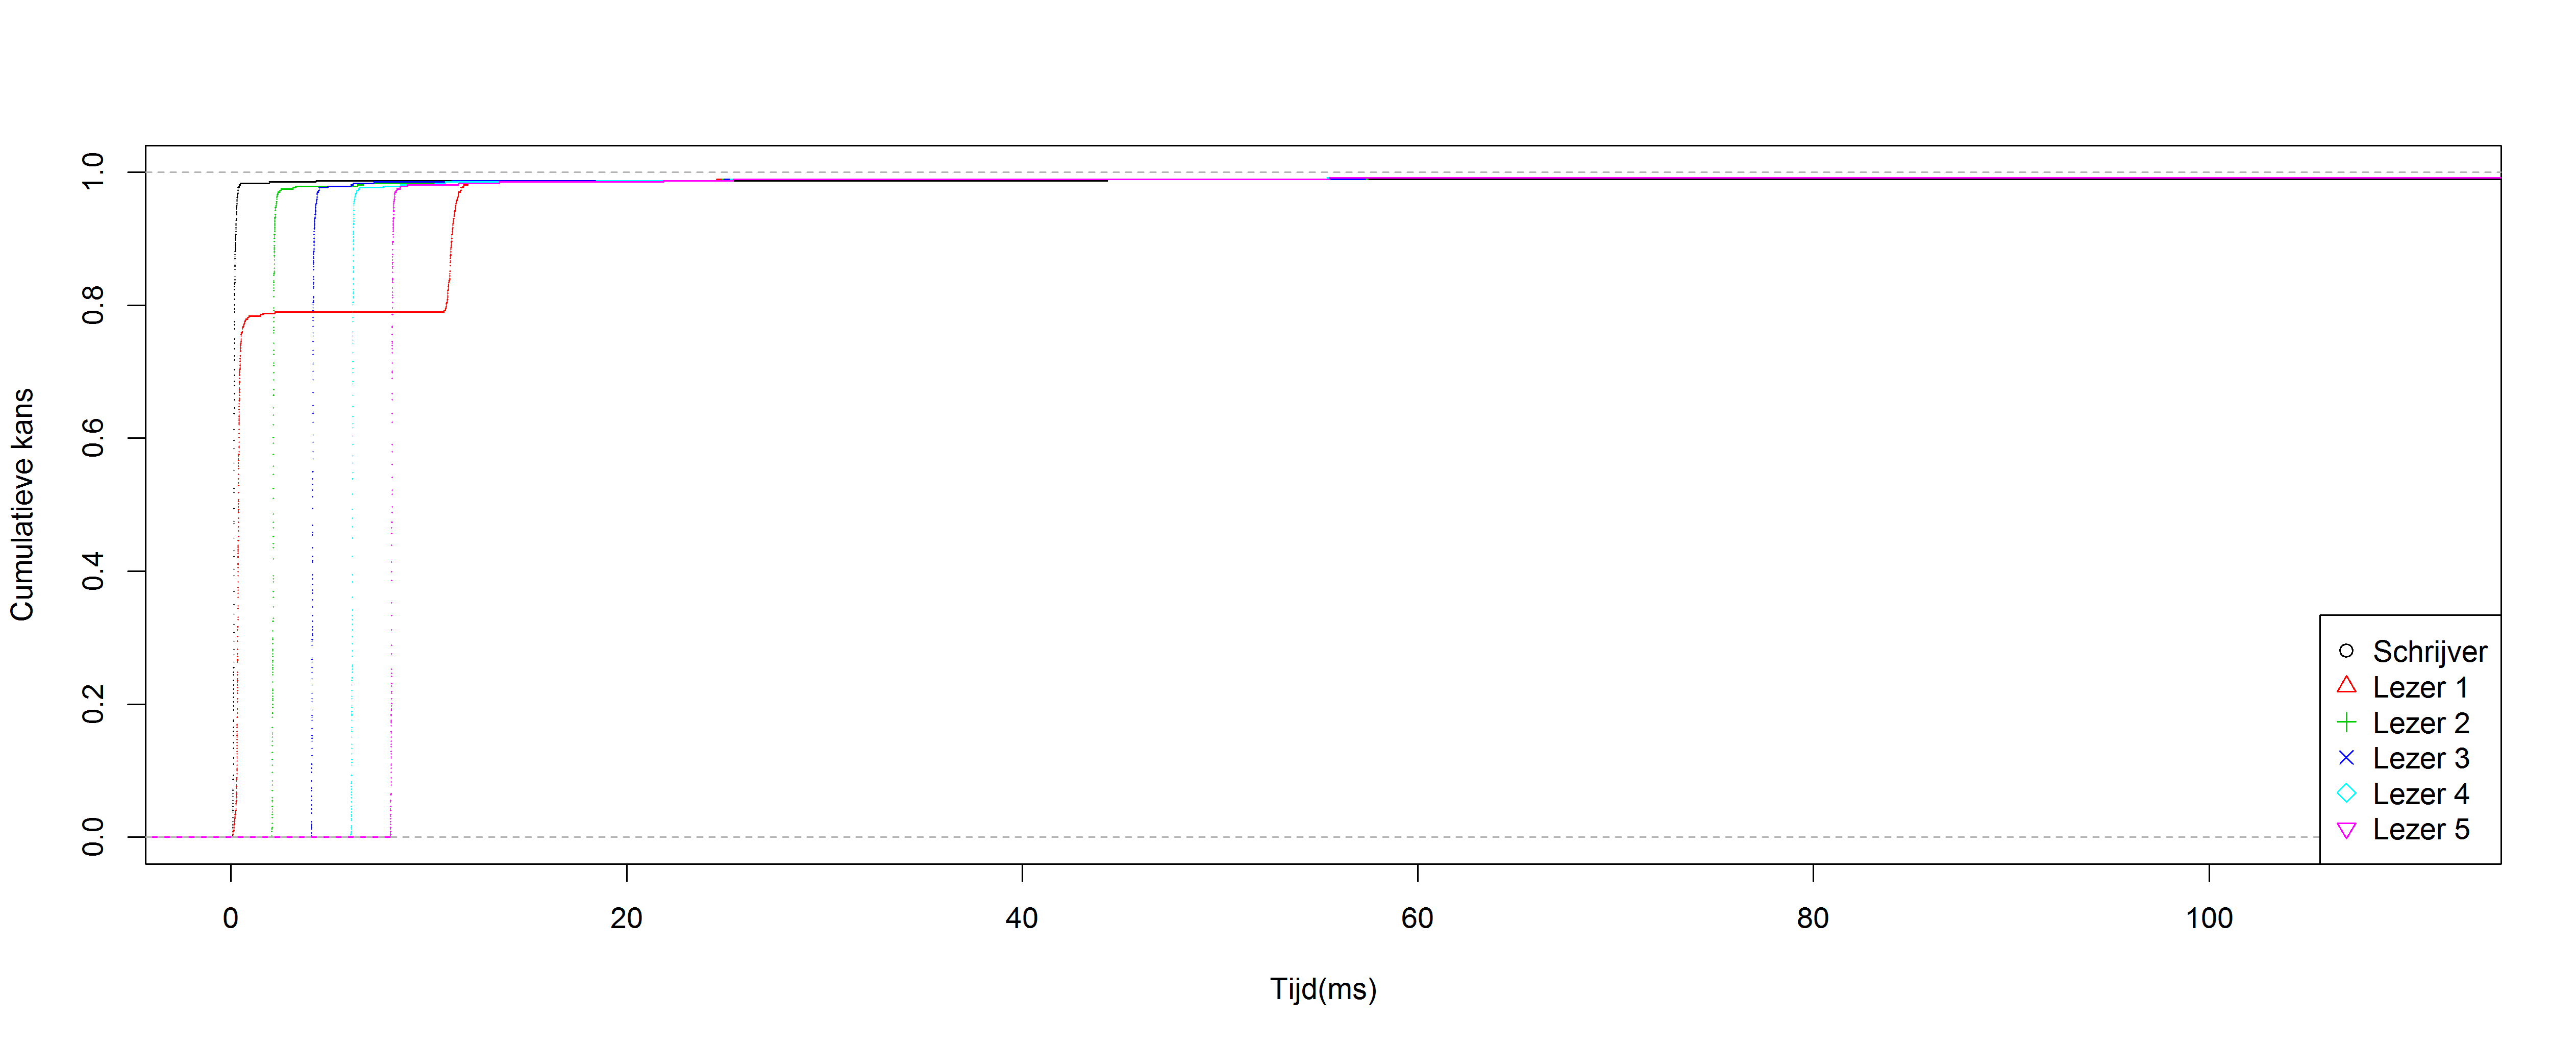 Cumulatieve kans
1.0
0.8
0.6
0.4
0.2
0.0
0 20 40 60 80 100
Tijd(ms)
Schrijver
Lezer 1
Lezer 2
Lezer 3
Lezer 4
Lezer 5